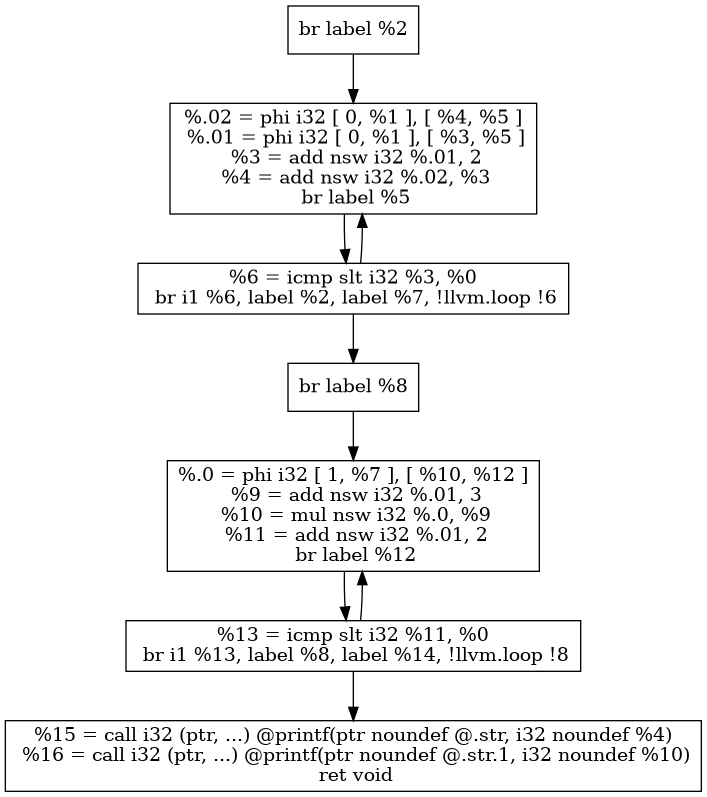 br label %2
%.02 = phi i32 [ 0, %1 ], [ %4, %5 ]
%.01 = phi i32 [ 0, %1 ], [ %3, %5 ]
%3 = add nsw i32 %.01, 2
%4 = add nsw i32 %.02, %3
br label %5
%6 = icmp slt i32 %3, %0
br i1 %6, label %2, label %7, !llvm.loop !6
br label %8
%.0 = phi i32 [ 1, %7 ], [ %10, %12 ]
%9 = add nsw i32 %.01, 3
%10 = mul nsw i32 %.0, %9
%11 = add nsw i32 %.01, 2
br label %12
%13 = icmp slt i32 %11, %0
br i1 %13, label %8, label %14, !llvm.loop !8
%15 = call i32 (ptr, ...) @printf(ptr noundef @.str, i32 noundef %4)
%16 = call i32 (ptr, ...) @printf(ptr noundef @.str.1, i32 noundef %10)
ret void